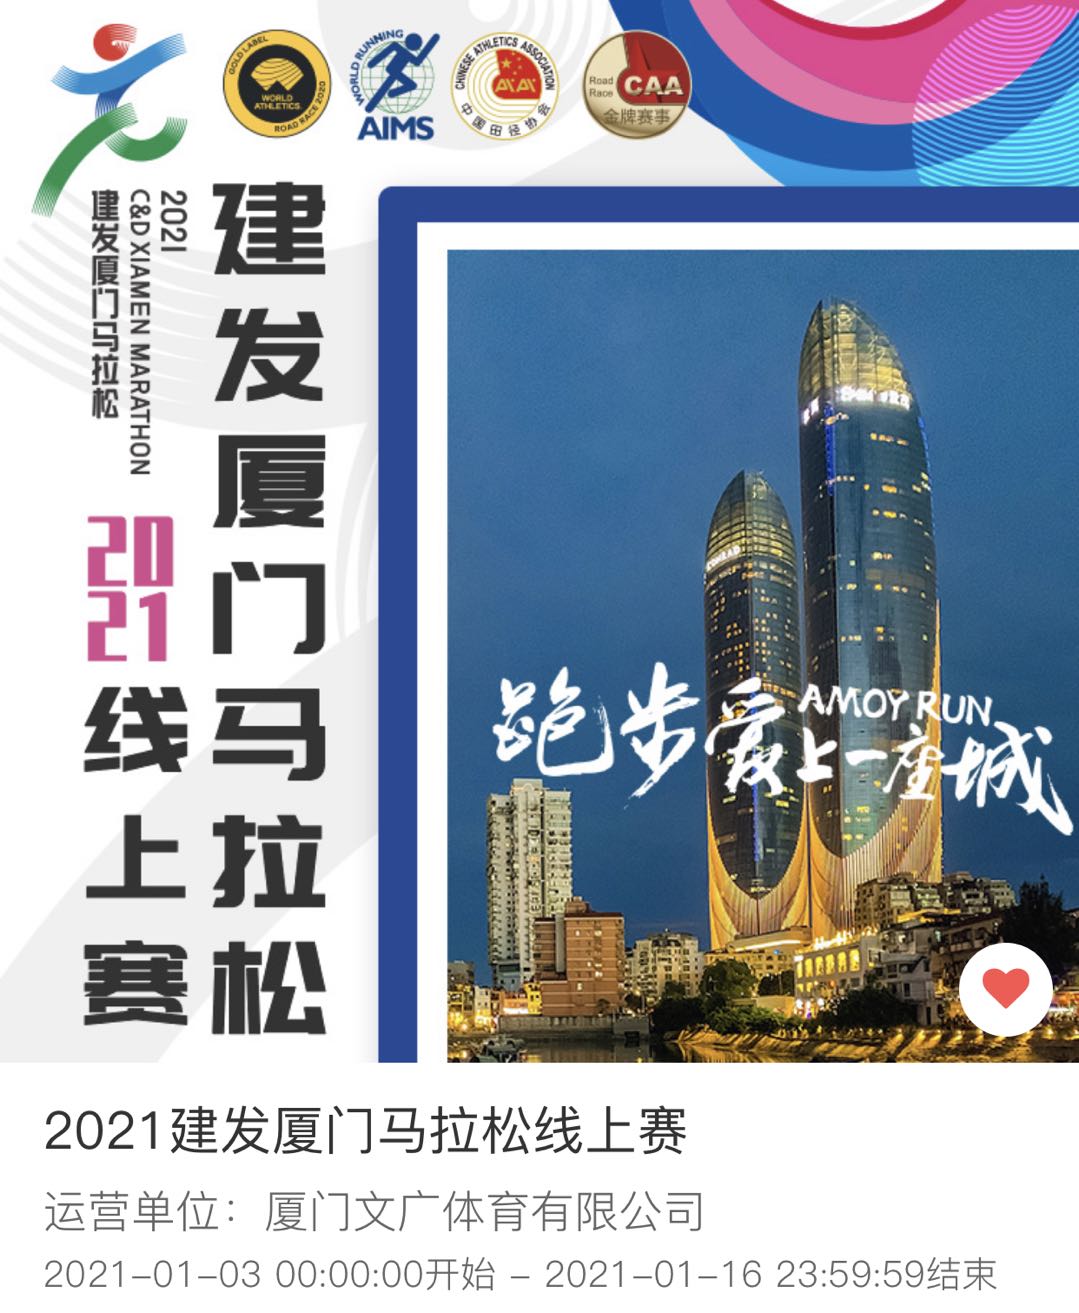 GOLD LABEL
WORLD ATHLETICS.
ROAD RACE 2020
WORLD RUNNING
AIMS
CHINESE ATHLETICS ASSOCIATION
中国田径协会
Road Race
CAA
金牌赛事
建发厦门马拉松
2021
C&D XIAMEN MARATHON
建发厦门马拉松
2021
线上赛
CONRAD
跑步爱上一座城
AMOY RUN
2021建发厦门马拉松线上赛
运营单位：厦门文广体育有限公司
2021-01-03 00:00:00开始 - 2021-01-16 23:59:59结束